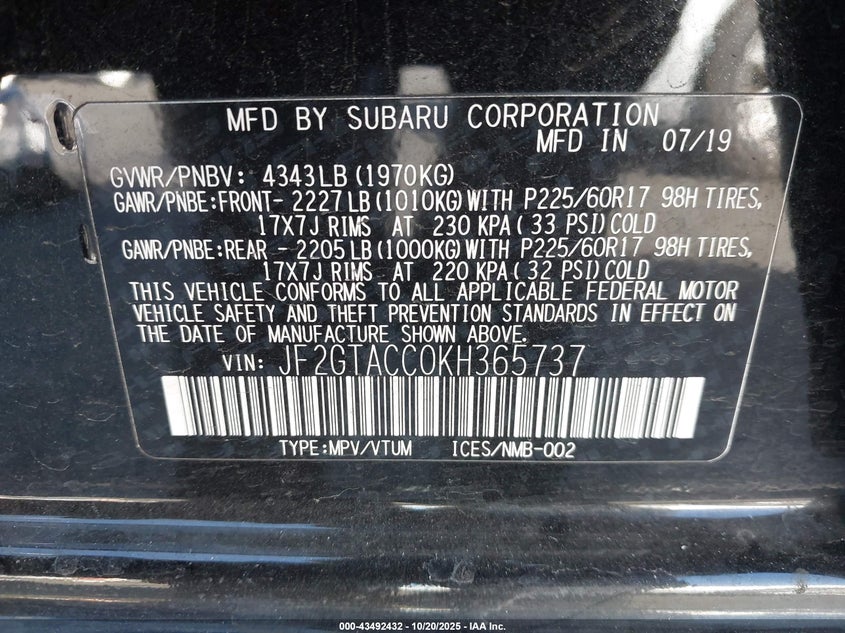 MFD BY SUBARU CORPORATION
MFD IN 07/19
GVWR/PNBV: 4343LB (1970KG)
GAWR/PNBE:FRONT- 2227 LB (1010KG) WITH P225/60R17 98H TIRES,
17X7J RIMS AT 230 KPA ( 33 PSI) COLD
GAWR/PNBE:REAR - 2205 LB (1000KG) WITH P225/60R17 98H TIRES,
17X7J RIMS AT 220 KPA ( 32 PSI) COLD
THIS VEHICLE CONFORMS TO ALL APPLICABLE FEDERAL MOTOR
VEHICLE SAFETY AND THEFT PREVENTION STANDARDS IN EFFECT ON
THE DATE OF MANUFACTURE SHOWN ABOVE.
VIN: JF2GTACC0KH365737
TYPE:MPV/VTUM ICES/NMB-002
000-43492432 - 10/20/2025 - IAA Inc.